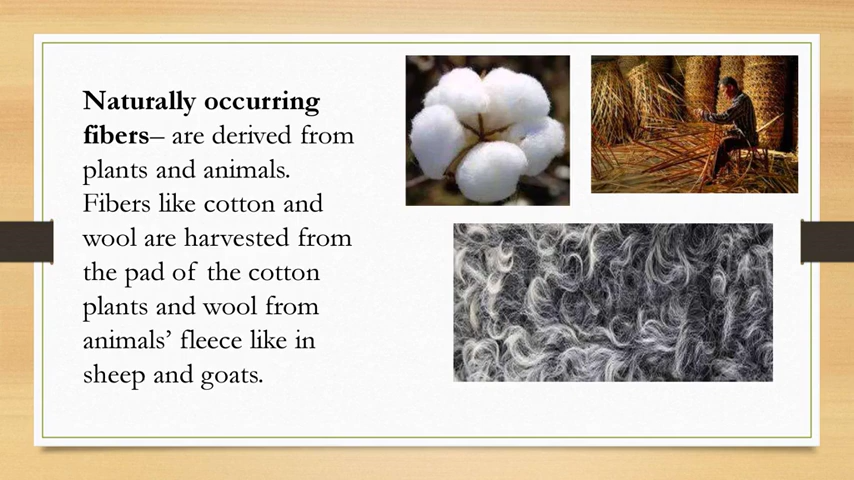 Naturally occurring
fibers– are derived from
plants and animals.
Fibers like cotton and
wool are harvested from
the pad of the cotton
plants and wool from
animals’ fleece like in
sheep and goats.